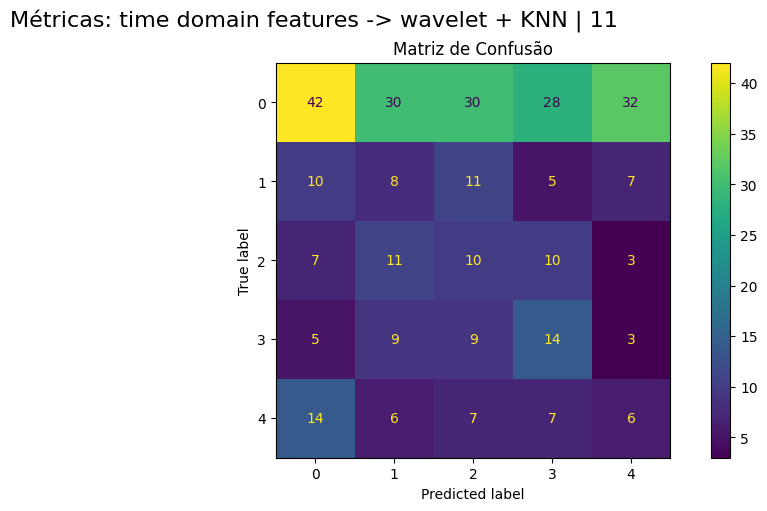 Métricas: time domain features -> wavelet + KNN | 11
Matriz de Confusão
0 42 30 30 28 32
1 10 8 11 5 7
2 7 11 10 10 3
3 5 9 9 14 3
4 14 6 7 7 6
0 1 2 3 4
Predicted label
True label
40
35
30
25
20
15
10
5